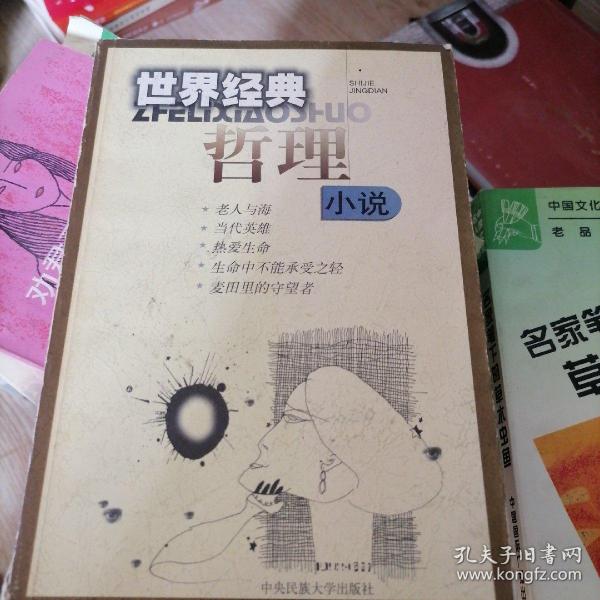 世界经典
ZHELIXIAOSHUO
SHIJIE
JINGDIAN
哲理
小说
★ 老人与海
★ 当代英雄
★ 热爱生命
★ 生命中不能承受之轻
★ 麦田里的守望者
中央民族大学出版社
中国文化
老品
名家笔
草
孔夫子旧书网
www.kongfz.com